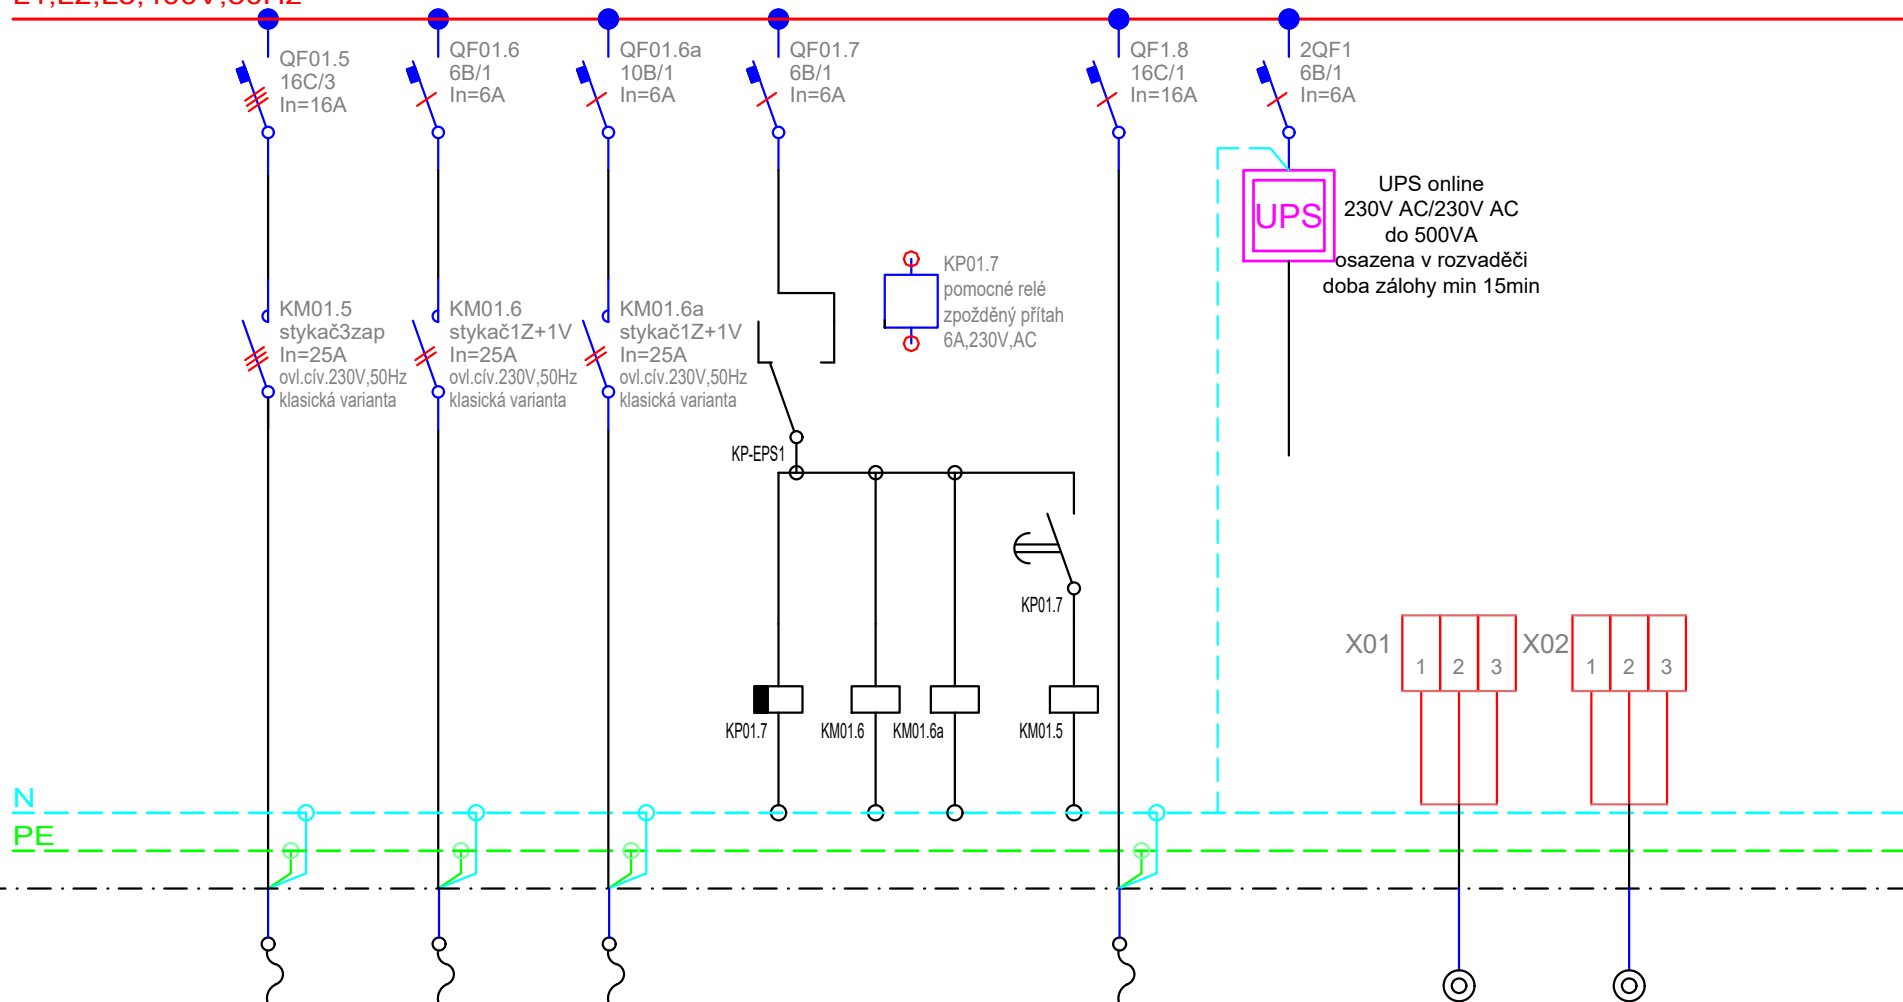 L1,L2,L3,400V,50Hz
QF01.5
16C/3
In=16A
QF01.6
6B/1
In=6A
QF01.6a
10B/1
In=6A
QF01.7
6B/1
In=6A
QF1.8
16C/1
In=16A
2QF1
6B/1
In=6A
UPS
UPS online
230V AC/230V AC
do 500VA
osazena v rozvaděči
doba zálohy min 15min
KM01.5
stykač3zap
In=25A
ovl.cív.230V,50Hz
klasická varianta
KM01.6
stykač1Z+1V
In=25A
ovl.cív.230V,50Hz
klasická varianta
KM01.6a
stykač1Z+1V
In=25A
ovl.cív.230V,50Hz
klasická varianta
KP01.7
pomocné relé
zpožděný přítah
6A,230V,AC
KP-EPS1
KP01.7
KP01.7
KM01.6
KM01.6a
KM01.5
X01
1 2 3
X02
1 2 3
N
PE